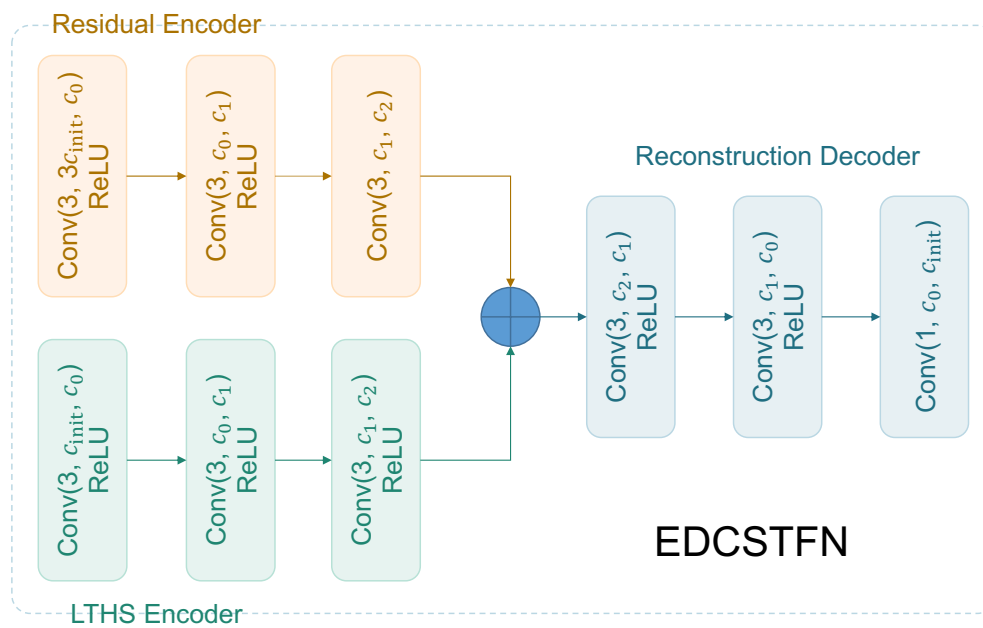 Residual Encoder
Conv(3, 3c_init, c_0)
ReLU
Conv(3, c_0, c_1)
ReLU
Conv(3, c_1, c_2)
Reconstruction Decoder
Conv(3, c_2, c_1)
ReLU
Conv(3, c_1, c_0)
ReLU
Conv(1, c_0, c_init)
Conv(3, c_init, c_0)
ReLU
Conv(3, c_0, c_1)
ReLU
Conv(3, c_1, c_2)
ReLU
EDCSTFN
LTHS Encoder